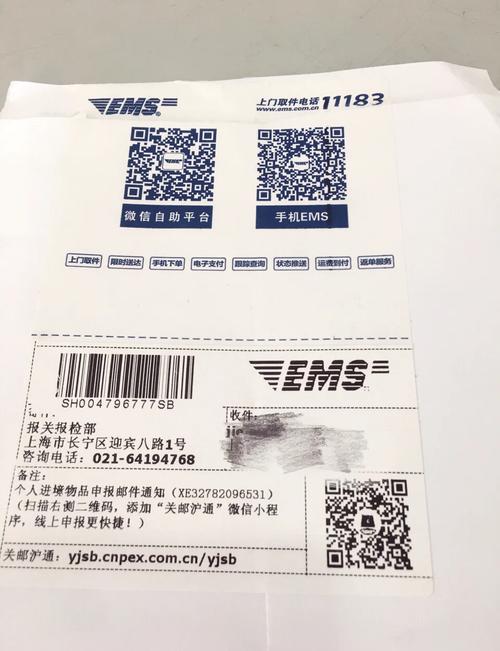 EMS 上门取件电话 11183
www.ems.com.cn
EMS
微信自助平台 手机EMS
上门取件 限时送达 手机下单 电子支付 跟踪查询 状态推送 运费到付 返单服务
EMS
SH004796777SB
收件:
报关报检部
上海市长宁区迎宾八路1号
咨询电话: 021-64194768
备注:
个人进境物品申报邮件通知 (XE32782096531)
(扫描右测二维码, 添加“关邮沪通”微信小程
序, 线上申报更快捷! )
关邮沪通: yjsb.cnpex.com.cn/yjsb